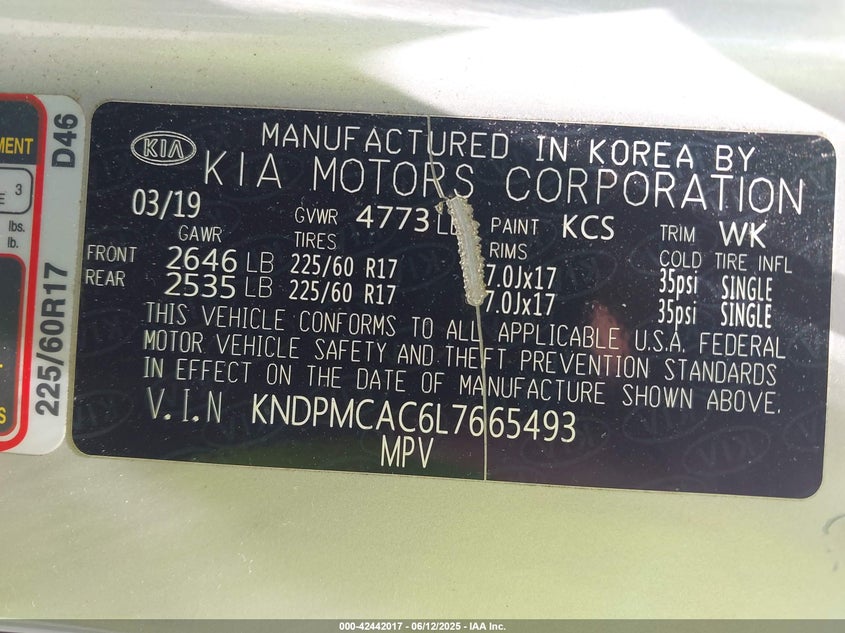 MENT
3
E
lbs.
lb.
S
225/60R17 D46
KIA
MANUFACTURED IN KOREA BY
KIA MOTORS CORPORATION
03/19 GVWR 4773 LB PAINT KCS TRIM WK
GAWR TIRES RIMS COLD TIRE INFL
FRONT 2646 LB 225/60 R17 7.0Jx17 35psi SINGLE
REAR 2535 LB 225/60 R17 7.0Jx17 35psi SINGLE
THIS VEHICLE CONFORMS TO ALL APPLICABLE U.S.A. FEDERAL
MOTOR VEHICLE SAFETY AND THEFT PREVENTION STANDARDS
IN EFFECT ON THE DATE OF MANUFACTURE SHOWN ABOVE.
V.I.N KNDPMCAC6L7665493
MPV
000-42442017 - 06/12/2025 - IAA Inc.